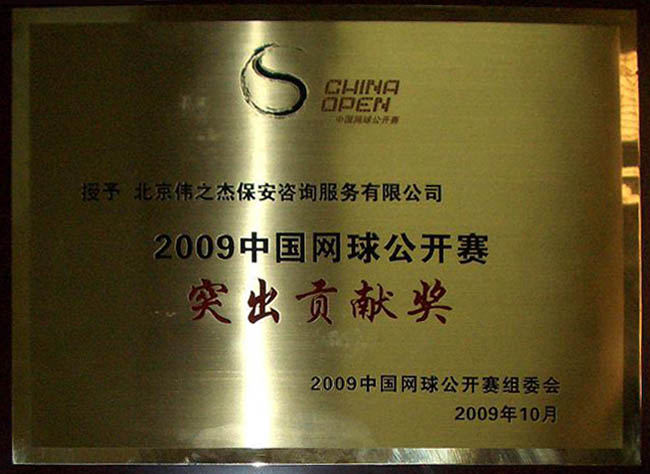 CHINA
OPEN
中国网球公开赛
授予 北京伟之杰保安咨询服务有限公司
2009中国网球公开赛
突出贡献奖
2009中国网球公开赛组委会
2009年10月